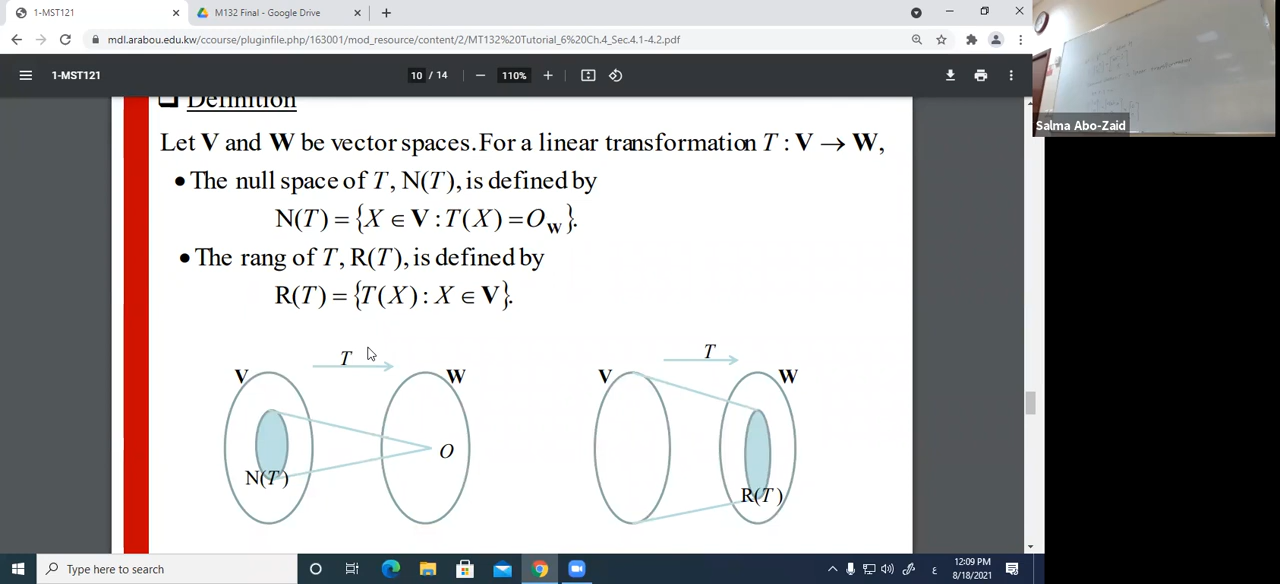 1-MST121
M132 Final - Google Drive
mdl.arabou.edu.kw/ccourse/pluginfile.php/163001/mod_resource/content/2/MT132%20Tutorial_6%20Ch.4_Sec.4.1-4.2.pdf
1-MST121
10 / 14
110%
Salma Abo-Zaid
Definition
Let V and W be vector spaces.For a linear transformation T : V → W,
• The null space of T, N(T), is defined by
N(T) = {X ∈ V : T(X) = O_W}.
• The rang of T, R(T), is defined by
R(T) = {T(X) : X ∈ V}.
T
V
W
N(T)
O
T
V
W
R(T)
Type here to search
ع
12:09 PM
8/18/2021